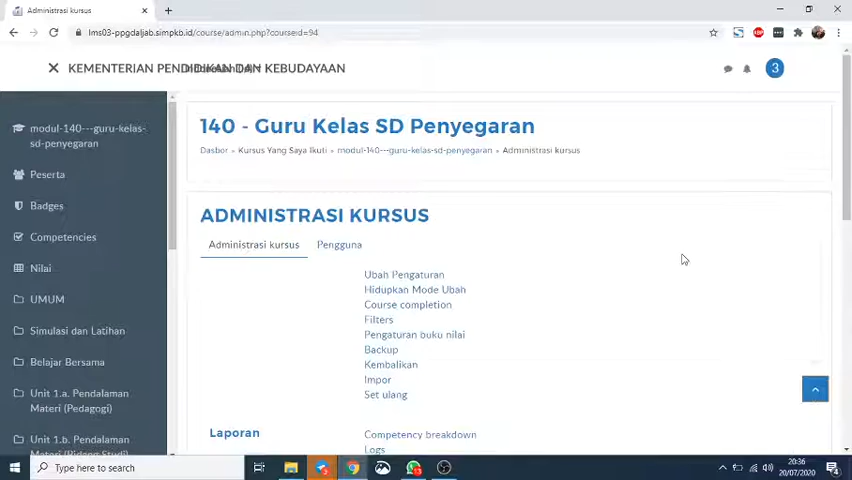 Administrasi kursus
lms03-ppgdaljab.simpkb.id/course/admin.php?courseid=94
KEMENTERIAN PENDIDIKAN DAN KEBUDAYAAN
3
140 - Guru Kelas SD Penyegaran
Dasbor » Kursus Yang Saya Ikuti » modul-140---guru-kelas-sd-penyegaran » Administrasi kursus
modul-140---guru-kelas-
sd-penyegaran
Peserta
Badges
Competencies
Nilai
UMUM
Simulasi dan Latihan
Belajar Bersama
Unit 1.a. Pendalaman
Materi (Pedagogi)
Unit 1.b. Pendalaman
ADMINISTRASI KURSUS
Administrasi kursus Pengguna
Ubah Pengaturan
Hidupkan Mode Ubah
Course completion
Filters
Pengaturan buku nilai
Backup
Kembalikan
Impor
Set ulang
Laporan
Competency breakdown
Logs
Type here to search
20:36
20/07/2020